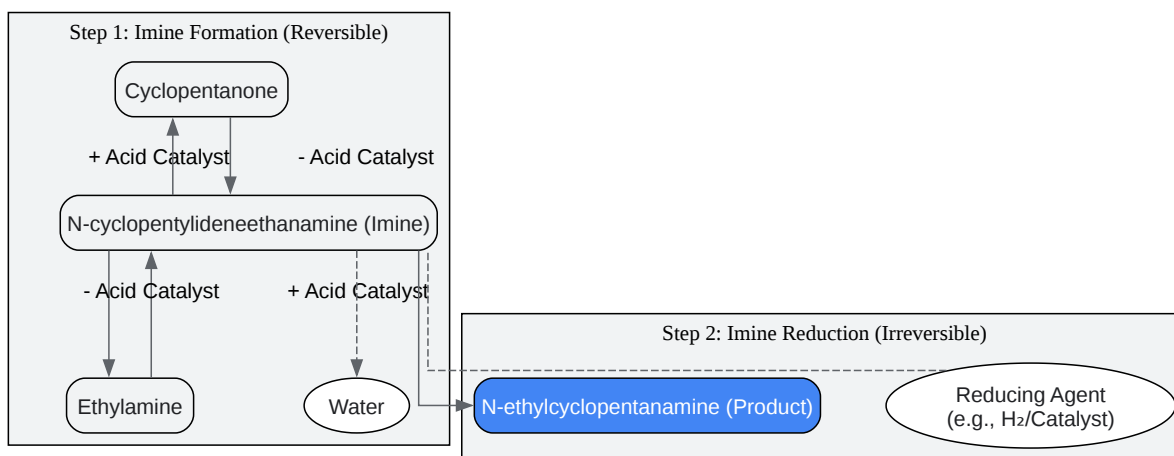 Step 1: Imine Formation (Reversible)
Cyclopentanone
+ Acid Catalyst
- Acid Catalyst
N-cyclopentylideneethanamine (Imine)
- Acid Catalyst
+ Acid Catalyst
Ethylamine
Water
Step 2: Imine Reduction (Irreversible)
N-ethylcyclopentanamine (Product)
Reducing Agent
(e.g., H₂/Catalyst)